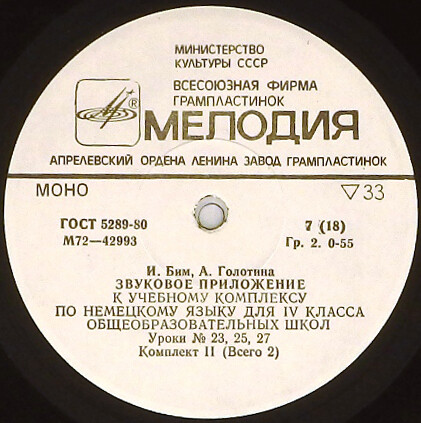 МИНИСТЕРСТВО
КУЛЬТУРЫ СССР
ВСЕСОЮЗНАЯ ФИРМА
ГРАМПЛАСТИНОК
®
МЕЛОДИЯ
АПРЕЛЕВСКИЙ ОРДЕНА ЛЕНИНА ЗАВОД ГРАМПЛАСТИНОК
МОНО ▽33
ГОСТ 5289-80 7 (18)
М72—42993 Гр. 2. 0-55
И. Бим, А. Голотина
ЗВУКОВОЕ ПРИЛОЖЕНИЕ
К УЧЕБНОМУ КОМПЛЕКСУ
ПО НЕМЕЦКОМУ ЯЗЫКУ ДЛЯ IV КЛАССА
ОБЩЕОБРАЗОВАТЕЛЬНЫХ ШКОЛ
Уроки № 23, 25, 27
Комплект II (Всего 2)